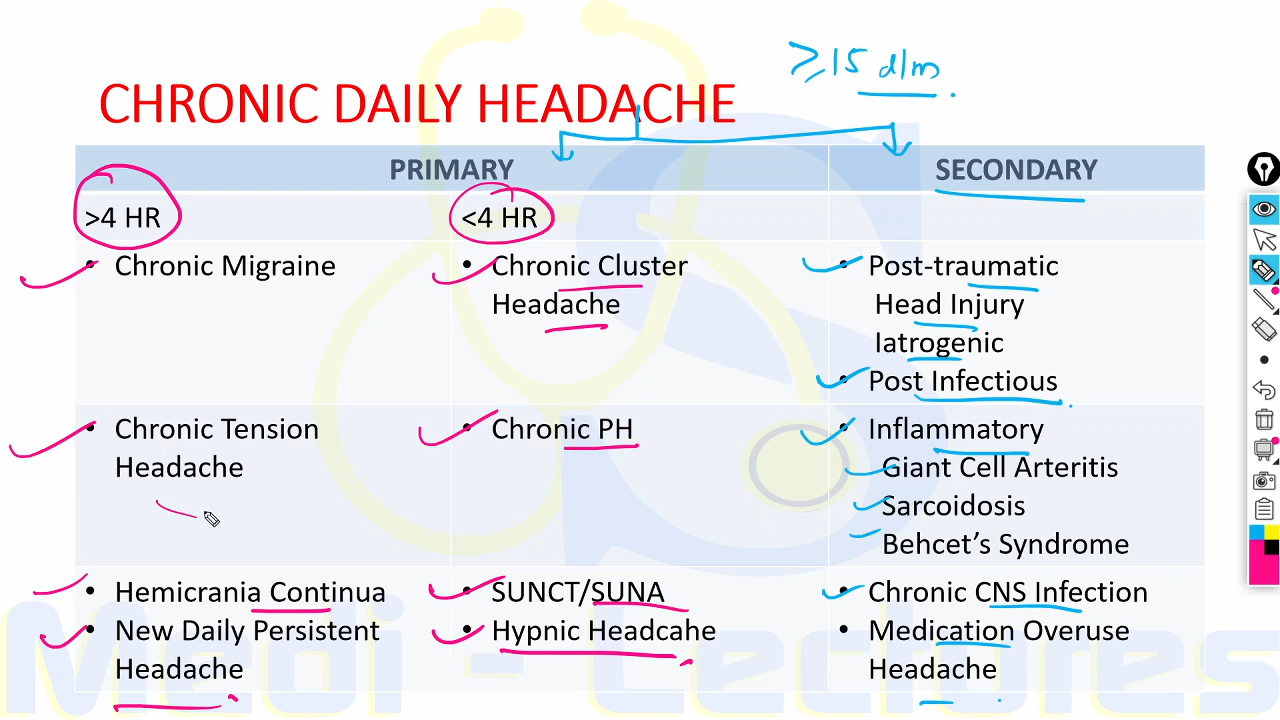 ≥15 d/m
CHRONIC DAILY HEADACHE
PRIMARY
SECONDARY
>4 HR
<4 HR
• Chronic Migraine
• Chronic Cluster
Headache
• Post-traumatic
Head Injury
Iatrogenic
• Post Infectious
• Chronic Tension
Headache
• Chronic PH
• Inflammatory
Giant Cell Arteritis
Sarcoidosis
Behcet's Syndrome
• Hemicrania Continua
• New Daily Persistent
Headache
• SUNCT/SUNA
• Hypnic Headcahe
• Chronic CNS Infection
• Medication Overuse
Headache
Medi - Lectures